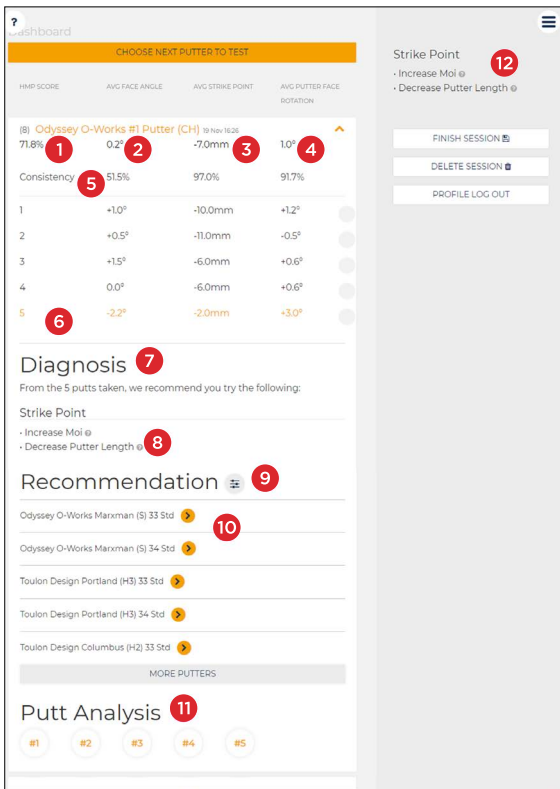 ?
Dashboard
CHOOSE NEXT PUTTER TO TEST
HMP SCORE AVG FACE ANGLE AVG STRIKE POINT AVG PUTTER FACE
ROTATION
(8) Odyssey O-Works #1 Putter (CH) 19 Nov 16:26
71.8% 1 0.2° 2 -7.0mm 3 1.0° 4
Consistency 5 51.5% 97.0% 91.7%
1 +1.0° -10.0mm +1.2°
2 +0.5° -11.0mm -0.5°
3 +1.5° -6.0mm +0.6°
4 0.0° -6.0mm +0.6°
5 6 -2.2° -2.0mm +3.0°
Diagnosis 7
From the 5 putts taken, we recommend you try the following:
Strike Point
• Increase Moi
• Decrease Putter Length 8
Recommendation 9
Odyssey O-Works Marxman (S) 33 Std 10
Odyssey O-Works Marxman (S) 34 Std
Toulon Design Portland (H3) 33 Std
Toulon Design Portland (H3) 34 Std
Toulon Design Columbus (H2) 33 Std
MORE PUTTERS
Putt Analysis 11
#1 #2 #3 #4 #5
Strike Point
12
• Increase Moi
• Decrease Putter Length
FINISH SESSION
DELETE SESSION
PROFILE LOG OUT